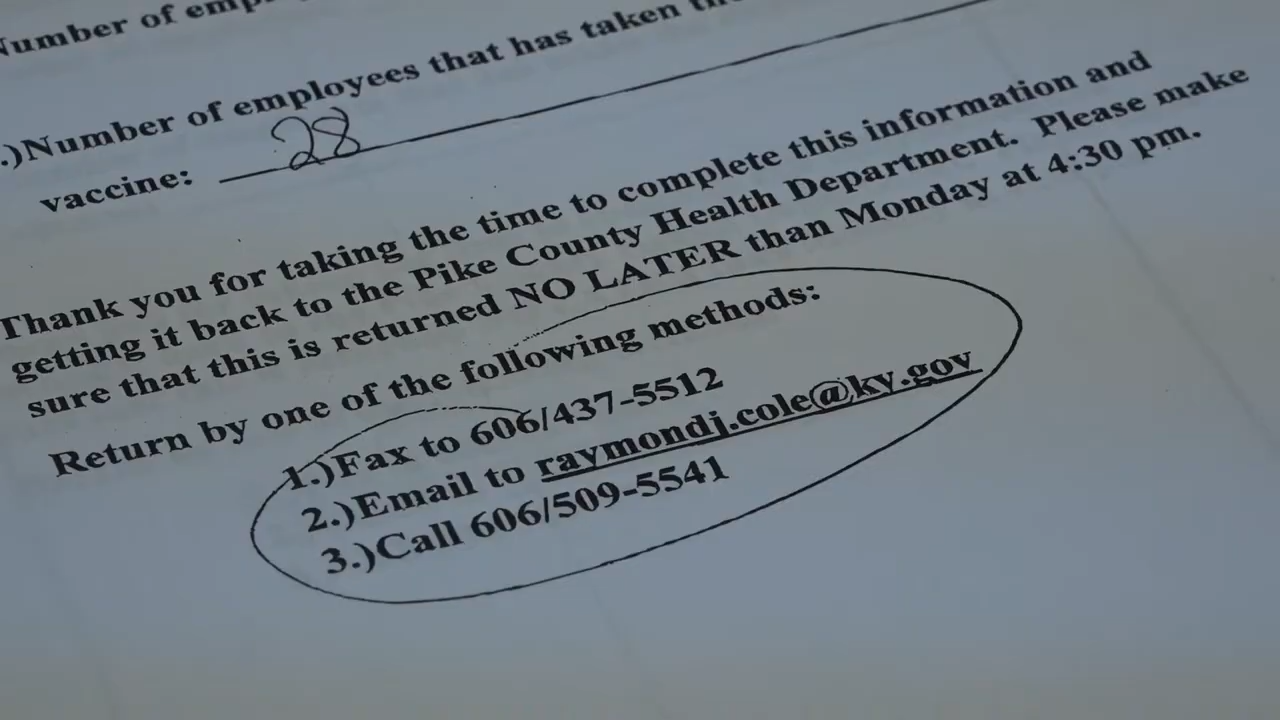 Number of
.)Number of employees that has taken
vaccine: 28
Thank you for taking the time to complete this information and
getting it back to the Pike County Health Department. Please make
sure that this is returned NO LATER than Monday at 4:30 pm.
Return by one of the following methods:
1.)Fax to 606/437-5512
2.)Email to raymondj.cole@ky.gov
3.)Call 606/509-5541